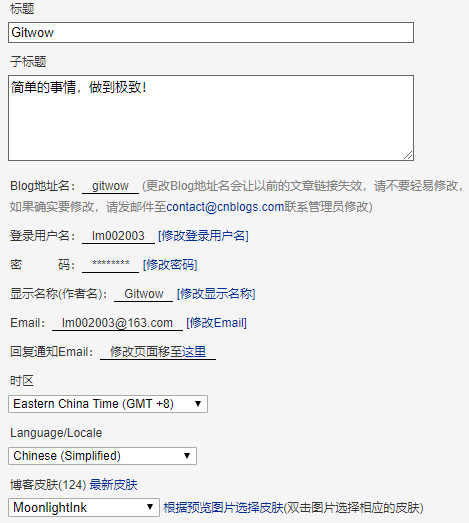 标题
Gitwow
子标题
简单的事情，做到极致！
Blog地址名： gitwow (更改Blog地址名会让以前的文章链接失效，请不要轻易修改，
如果确实要修改，请发邮件至contact@cnblogs.com联系管理员修改)
登录用户名： lm002003 [修改登录用户名]
密 码： ******** [修改密码]
显示名称(作者名)： Gitwow [修改显示名称]
Email： lm002003@163.com [修改Email]
回复通知Email： 修改页面移至这里
时区
Eastern China Time (GMT +8)
Language/Locale
Chinese (Simplified)
博客皮肤(124) 最新皮肤
MoonlightInk 根据预览图片选择皮肤(双击图片选择相应的皮肤)